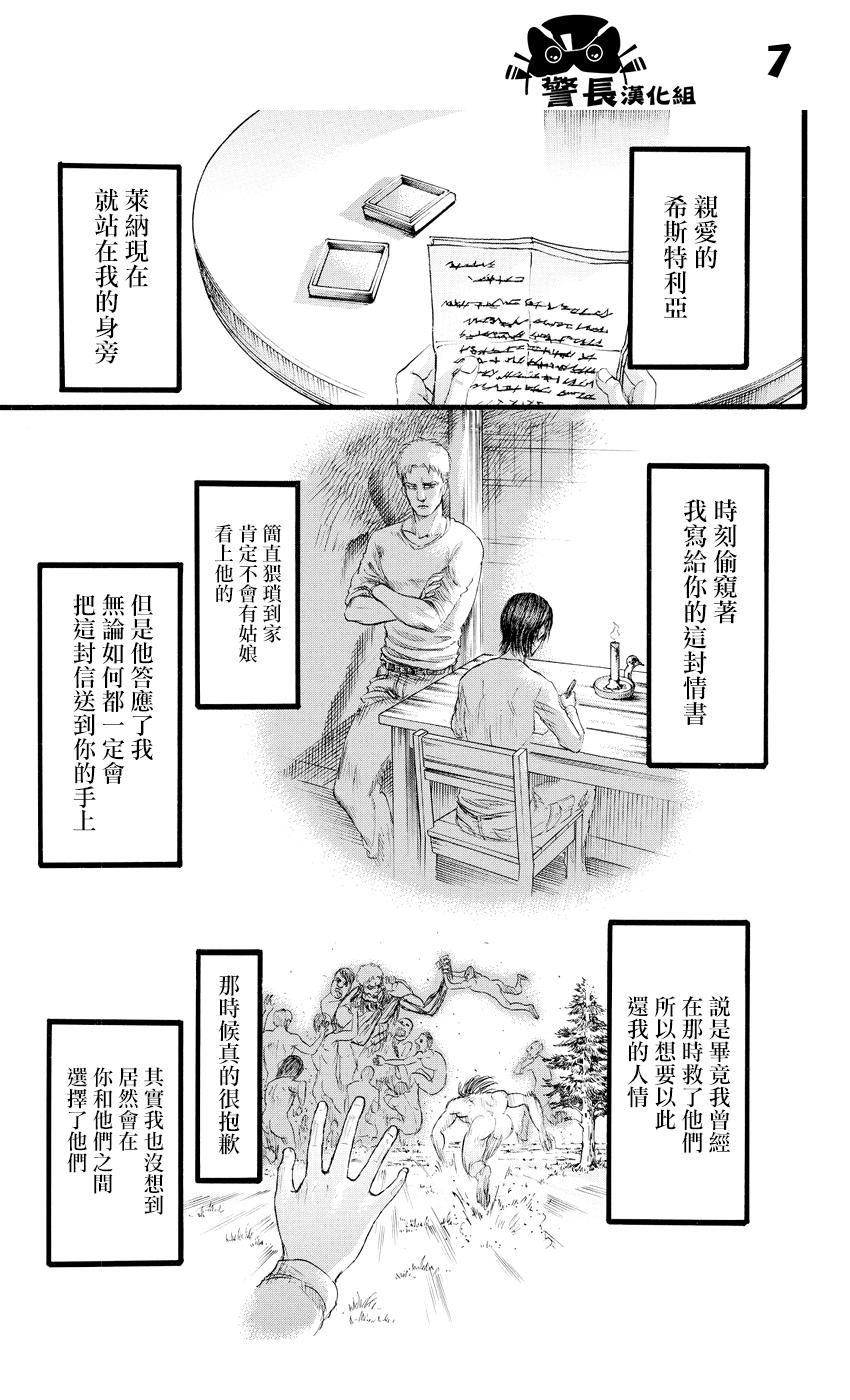 警長漢化組
7
親愛的
希斯特利亞
萊納現在
就站在我的身旁
時刻偷窺著
我寫給你的這封情書
簡直猥瑣到家
肯定不會有姑娘
看上他的
但是他答應了我
無論如何都一定會
把這封信送到你的手上
說是畢竟我曾經
在那時救了他們
所以想要以此
還我的人情
那時候真的很抱歉
其實我也沒想到
居然會在
你和他們之間
選擇了他們